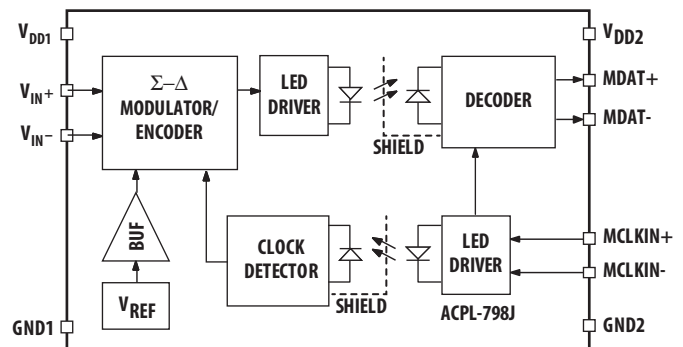 VDD1
VDD2
VIN+
VIN–
Σ–Δ
MODULATOR/
ENCODER
LED
DRIVER
SHIELD
DECODER
MDAT+
MDAT-
BUF
VREF
CLOCK
DETECTOR
SHIELD
LED
DRIVER
ACPL-798J
MCLKIN+
MCLKIN-
GND1
GND2